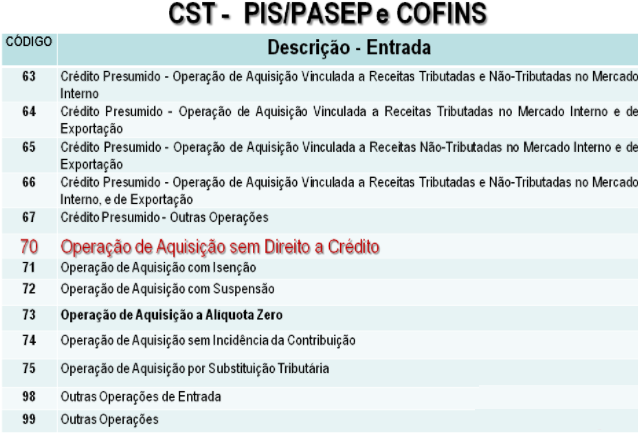 CST - PIS/PASEP e COFINS
CÓDIGO Descrição - Entrada
63 Crédito Presumido - Operação de Aquisição Vinculada a Receitas Tributadas e Não-Tributadas no Mercado
Interno
64 Crédito Presumido - Operação de Aquisição Vinculada a Receitas Tributadas no Mercado Interno e de
Exportação
65 Crédito Presumido - Operação de Aquisição Vinculada a Receitas Não-Tributadas no Mercado Interno e de
Exportação
66 Crédito Presumido - Operação de Aquisição Vinculada a Receitas Tributadas e Não-Tributadas no Mercado
Interno, e de Exportação
67 Crédito Presumido - Outras Operações
70 Operação de Aquisição sem Direito a Crédito
71 Operação de Aquisição com Isenção
72 Operação de Aquisição com Suspensão
73 Operação de Aquisição a Alíquota Zero
74 Operação de Aquisição sem Incidência da Contribuição
75 Operação de Aquisição por Substituição Tributária
98 Outras Operações de Entrada
99 Outras Operações